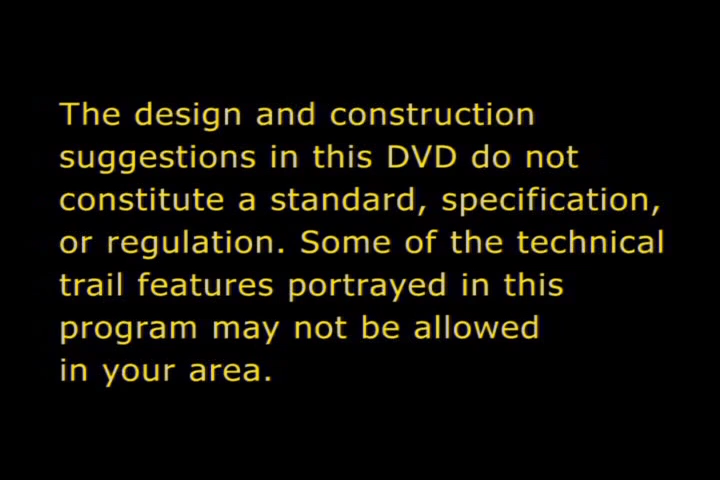 The design and construction
suggestions in this DVD do not
constitute a standard, specification,
or regulation. Some of the technical
trail features portrayed in this
program may not be allowed
in your area.